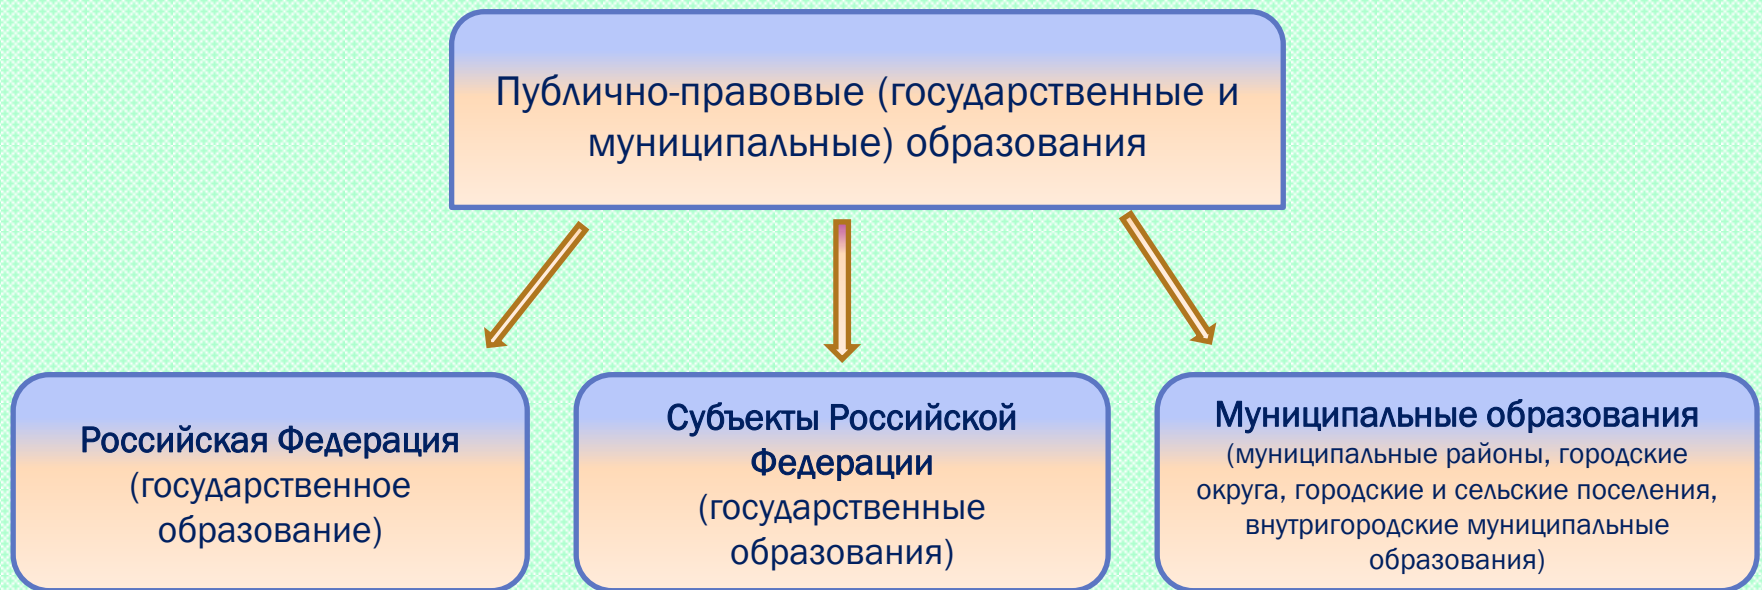 Публично-правовые (государственные и
муниципальные) образования
Российская Федерация
(государственное
образование)
Субъекты Российской
Федерации
(государственные
образования)
Муниципальные образования
(муниципальные районы, городские
округа, городские и сельские поселения,
внутригородские муниципальные
образования)